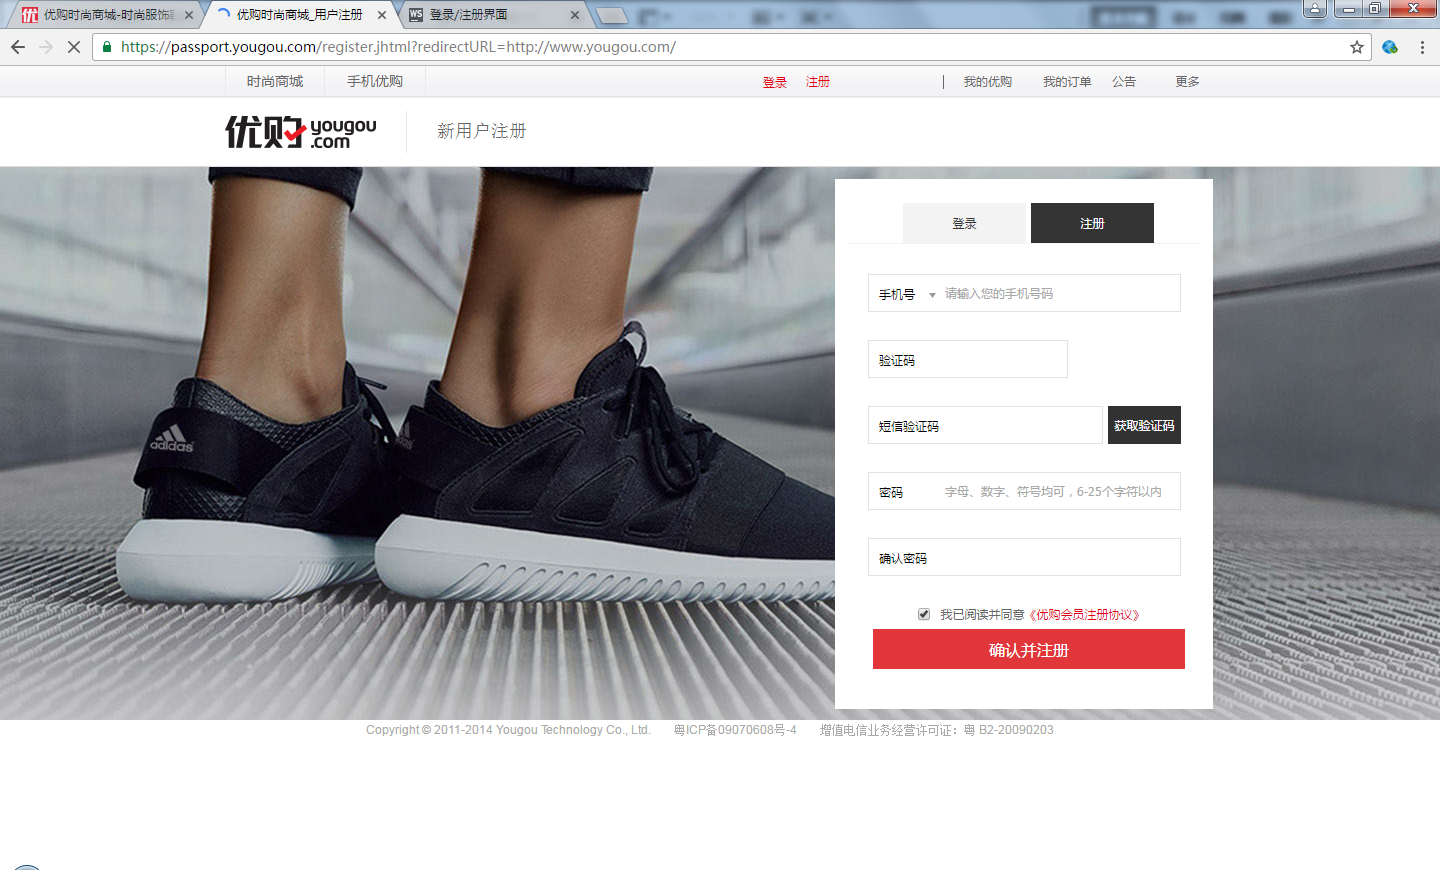 优购时尚商城-时尚服饰
优购时尚商城_用户注册
登录/注册界面
https://passport.yougou.com/register.jhtml?redirectURL=http://www.yougou.com/
时尚商城 手机优购 登录 注册 | 我的优购 我的订单 公告 更多
优购 yougou.com 新用户注册
登录 注册
手机号 请输入您的手机号码
验证码
短信验证码 获取验证码
密码 字母、数字、符号均可，6-25个字符以内
确认密码
我已阅读并同意《优购会员注册协议》
确认并注册
adidas
Copyright © 2011-2014 Yougou Technology Co., Ltd. 粤ICP备09070608号-4 增值电信业务经营许可证：粤 B2-20090203